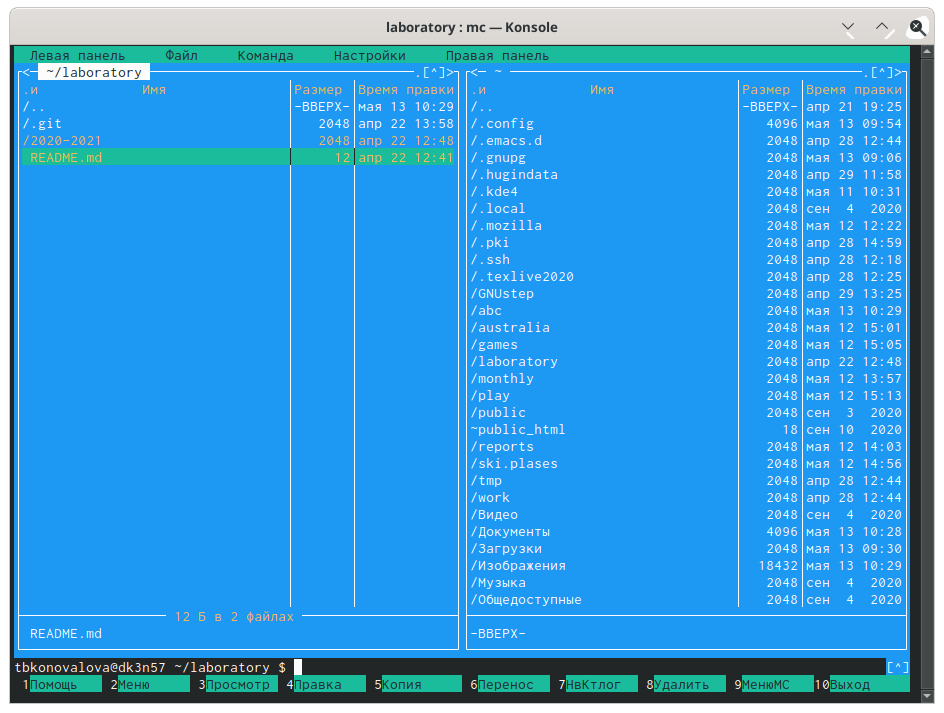 laboratory : mc — Konsole
Левая панель Файл Команда Настройки Правая панель
<─ ~/laboratory .[^]>
.и Имя Размер Время правки
/.. -ВВЕРХ- мая 13 10:29
/.git 2048 апр 22 13:58
/2020-2021 2048 апр 22 12:48
README.md 12 апр 22 12:41
12 Б в 2 файлах
README.md
<─ ~ .[^]>
.и Имя Размер Время правки
/.. -ВВЕРХ- апр 21 19:25
/.config 4096 мая 13 09:54
/.emacs.d 2048 апр 28 12:44
/.gnupg 2048 мая 13 09:06
/.hugindata 2048 апр 29 11:58
/.kde4 2048 мая 11 10:31
/.local 2048 сен 4 2020
/.mozilla 2048 мая 12 12:22
/.pki 2048 апр 28 14:59
/.ssh 2048 апр 28 12:18
/.texlive2020 2048 апр 28 12:25
/GNUstep 2048 апр 29 13:25
/abc 2048 мая 13 10:29
/australia 2048 мая 12 15:01
/games 2048 мая 12 15:05
/laboratory 2048 апр 22 12:48
/monthly 2048 мая 12 13:57
/play 2048 мая 12 15:13
/public 2048 сен 3 2020
~public_html 18 сен 10 2020
/reports 2048 мая 12 14:03
/ski.plases 2048 мая 12 14:56
/tmp 2048 апр 28 12:44
/work 2048 апр 28 12:44
/Видео 2048 сен 4 2020
/Документы 4096 мая 13 10:28
/Загрузки 2048 мая 13 09:30
/Изображения 18432 мая 13 10:29
/Музыка 2048 сен 4 2020
/Общедоступные 2048 сен 4 2020
-ВВЕРХ-
tbkonovalova@dk3n57 ~/laboratory $ [^]
1Помощь 2Меню 3Просмотр 4Правка 5Копия 6Перенос 7НвКтлог 8Удалить 9МенюМС 10Выход